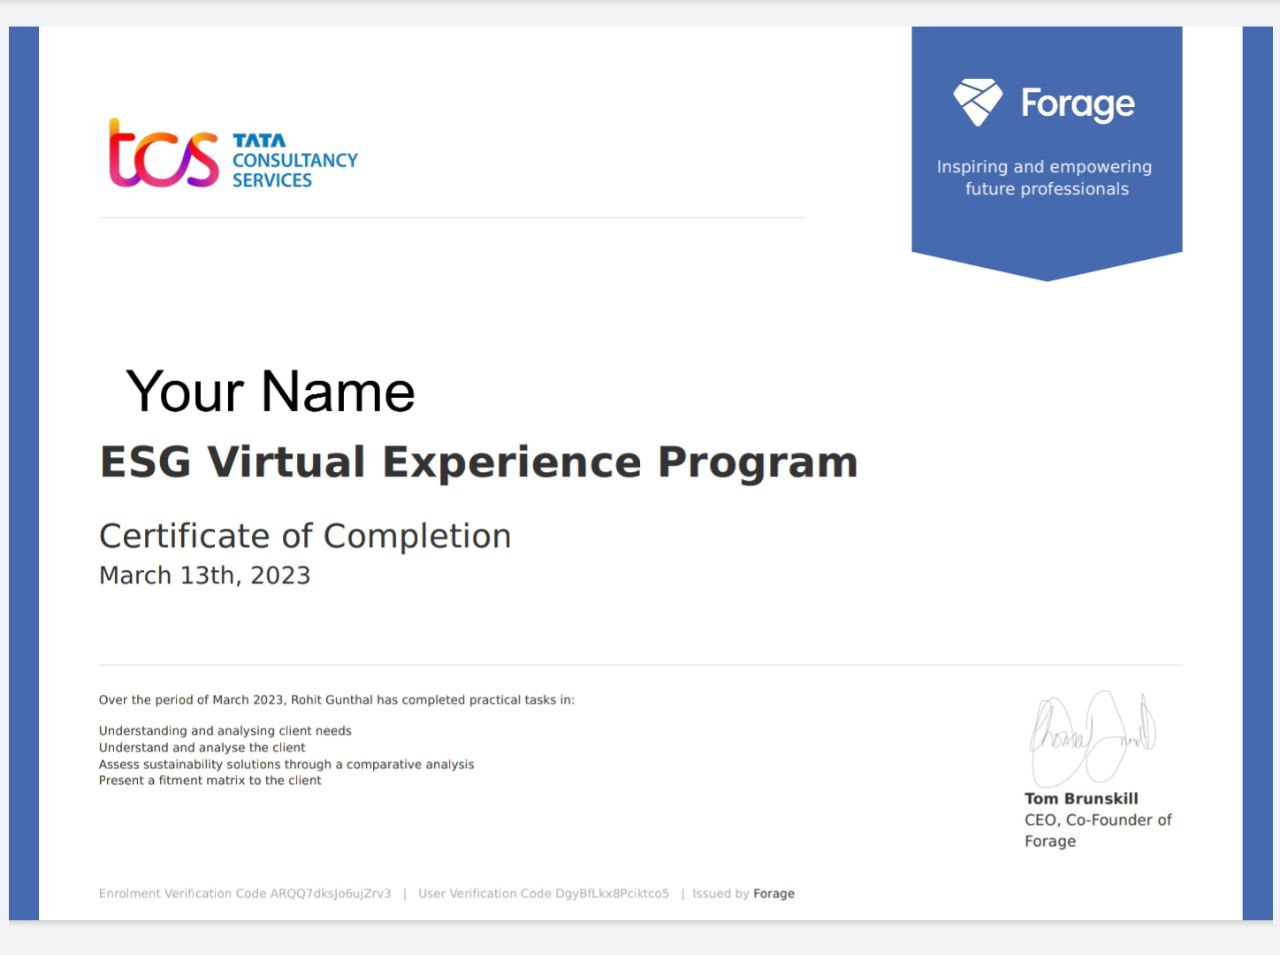 tcs TATA
CONSULTANCY
SERVICES
Forage
Inspiring and empowering
future professionals
Your Name
ESG Virtual Experience Program
Certificate of Completion
March 13th, 2023
Over the period of March 2023, Rohit Gunthal has completed practical tasks in:
Understanding and analysing client needs
Understand and analyse the client
Assess sustainability solutions through a comparative analysis
Present a fitment matrix to the client
Tom Brunskill
CEO, Co-Founder of
Forage
Enrolment Verification Code ARQQ7dksJo6ujZrv3 | User Verification Code DgyBfLkx8Pciktco5 | Issued by Forage